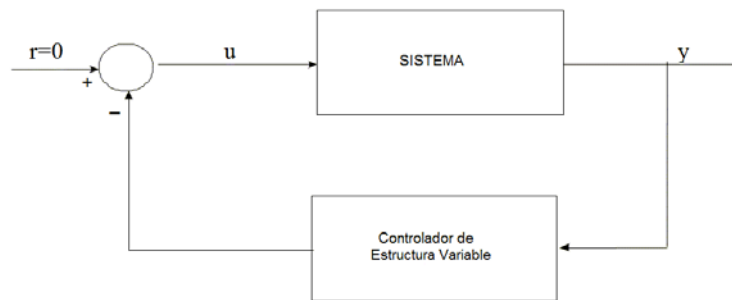 r=0
+
−
u
SISTEMA
y
Controlador de
Estructura Variable